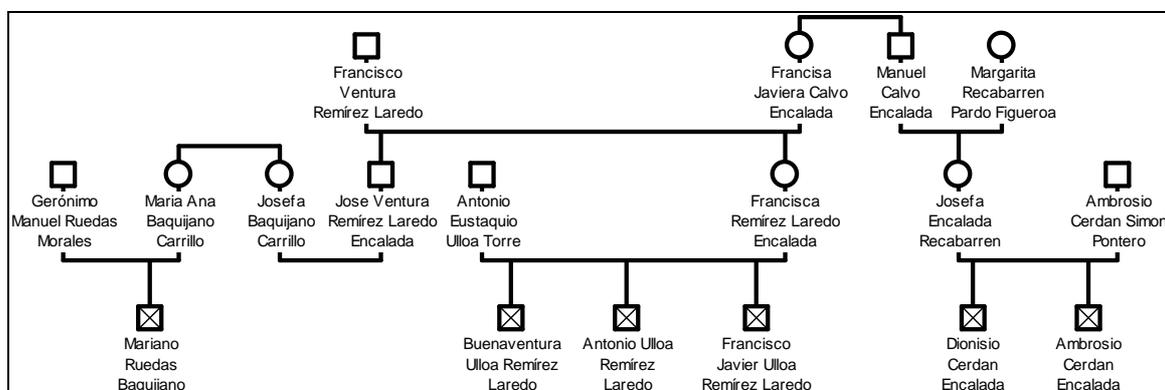 Francisco
Ventura
Remírez Laredo
Francisa
Javiera Calvo
Encalada
Manuel
Calvo
Encalada
Margarita
Recabarren
Pardo Figueroa
Gerónimo
Manuel Ruedas
Morales
Maria Ana
Baquijano
Carrillo
Josefa
Baquijano
Carrillo
Jose Ventura
Remírez Laredo
Encalada
Antonio
Eustaquio
Ulloa Torre
Francisca
Remírez Laredo
Encalada
Josefa
Encalada
Recabarren
Ambrosio
Cerdan Simon
Pontero
Mariano
Ruedas
Baquijano
Buenaventura
Ulloa Remírez
Laredo
Antonio Ulloa
Remírez
Laredo
Francisco
Javier Ulloa
Remírez Laredo
Dionisio
Cerdan
Encalada
Ambrosio
Cerdan
Encalada